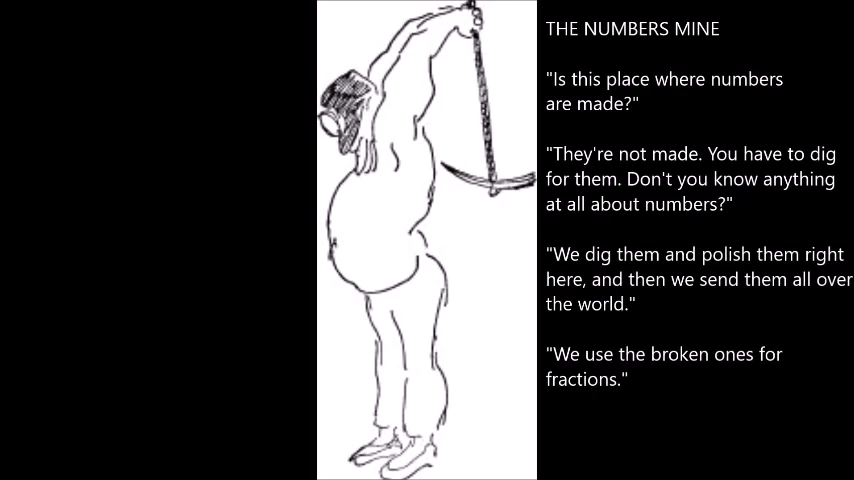 THE NUMBERS MINE
"Is this place where numbers
are made?"
"They're not made. You have to dig
for them. Don't you know anything
at all about numbers?"
"We dig them and polish them right
here, and then we send them all over
the world."
"We use the broken ones for
fractions."